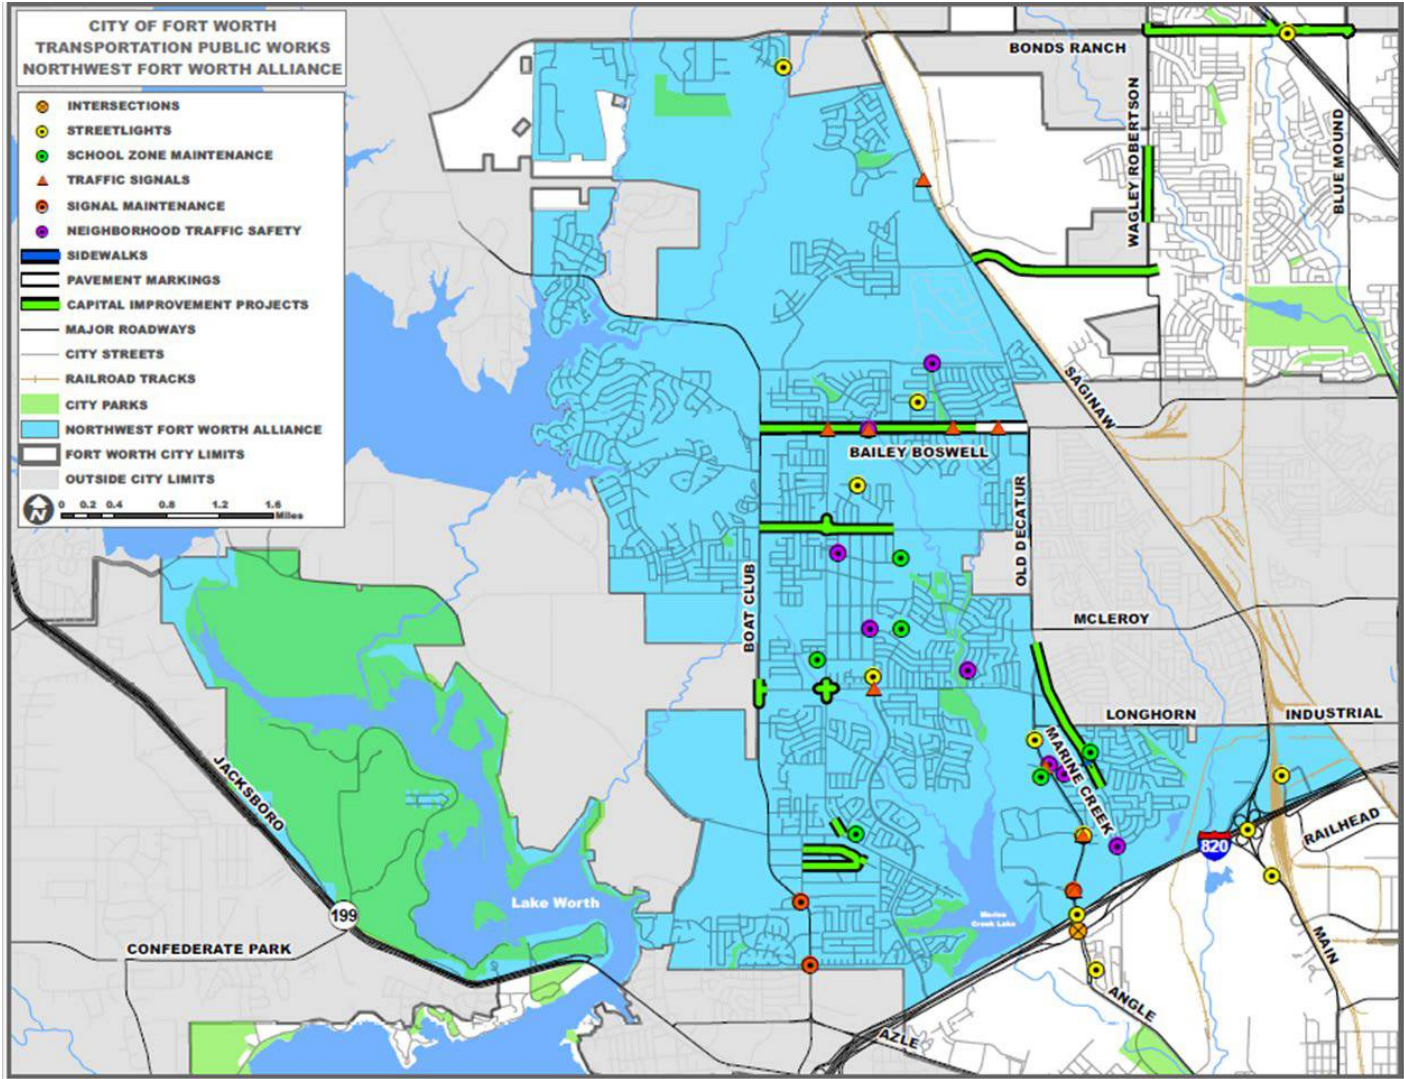 CITY OF FORT WORTH
TRANSPORTATION PUBLIC WORKS
NORTHWEST FORT WORTH ALLIANCE
INTERSECTIONS
STREETLIGHTS
SCHOOL ZONE MAINTENANCE
TRAFFIC SIGNALS
SIGNAL MAINTENANCE
NEIGHBORHOOD TRAFFIC SAFETY
SIDEWALKS
PAVEMENT MARKINGS
CAPITAL IMPROVEMENT PROJECTS
MAJOR ROADWAYS
CITY STREETS
RAILROAD TRACKS
CITY PARKS
NORTHWEST FORT WORTH ALLIANCE
FORT WORTH CITY LIMITS
OUTSIDE CITY LIMITS
N
0 0.2 0.4 0.8 1.2 1.6
Miles
BONDS RANCH
WAGLEY ROBERTSON
BLUE MOUND
SAGINAW
BAILEY BOSWELL
OLD DECATUR
BOAT CLUB
MCLEROY
LONGHORN
INDUSTRIAL
MARINE CREEK
JACKSBORO
RAILHEAD
820
Lake Worth
199
Marine
Creek Lake
CONFEDERATE PARK
MAIN
ANGLE
AZLE